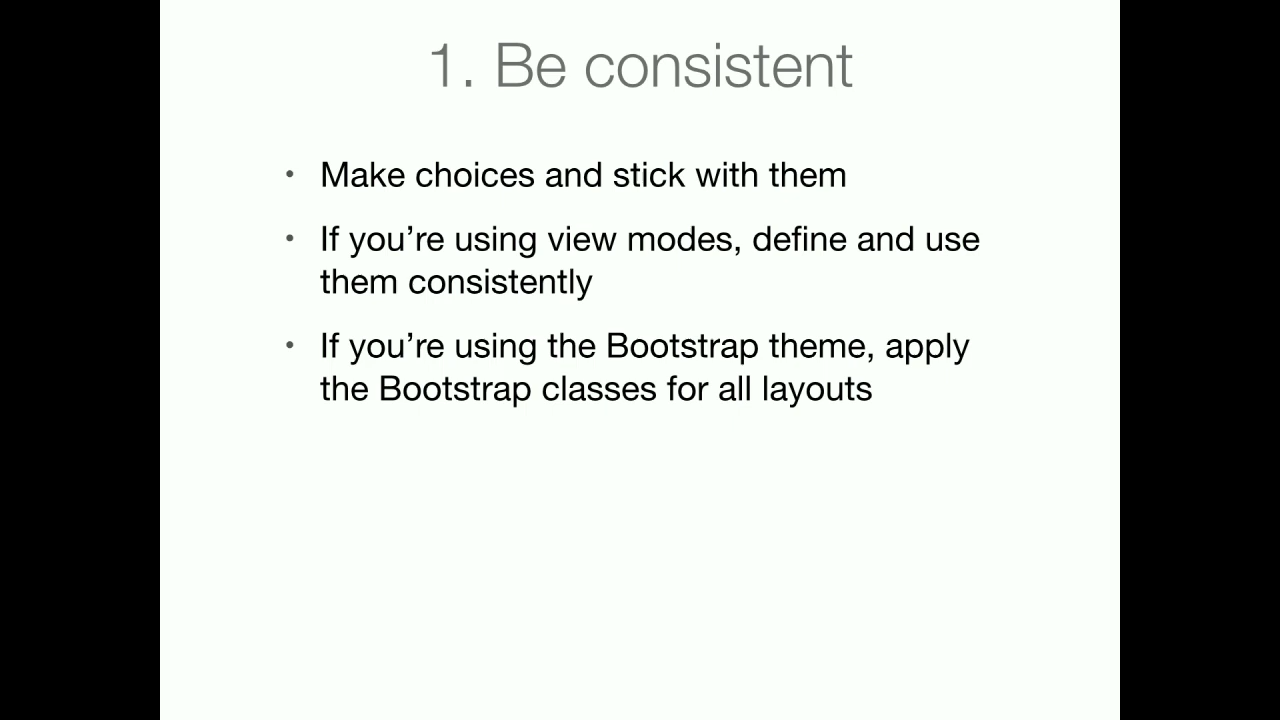 1. Be consistent
• Make choices and stick with them
• If you’re using view modes, define and use
them consistently
• If you’re using the Bootstrap theme, apply
the Bootstrap classes for all layouts